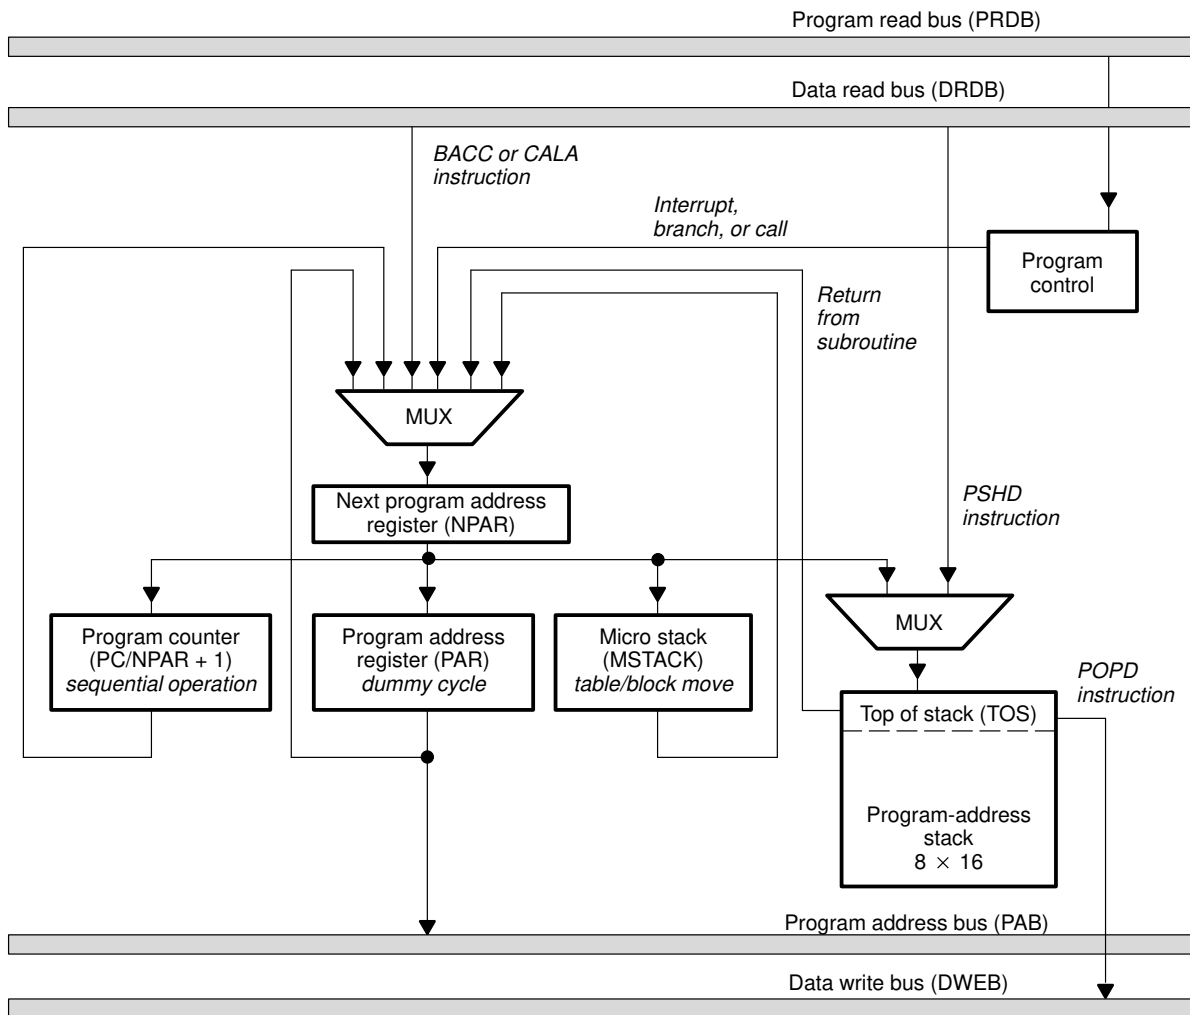 Program read bus (PRDB)
Data read bus (DRDB)
BACC or CALA
instruction
Interrupt,
branch, or call
Program
control
Return
from
subroutine
MUX
Next program address
register (NPAR)
PSHD
instruction
MUX
Program counter
(PC/NPAR + 1)
sequential operation
Program address
register (PAR)
dummy cycle
Micro stack
(MSTACK)
table/block move
POPD
instruction
Top of stack (TOS)
Program-address
stack
8 × 16
Program address bus (PAB)
Data write bus (DWEB)